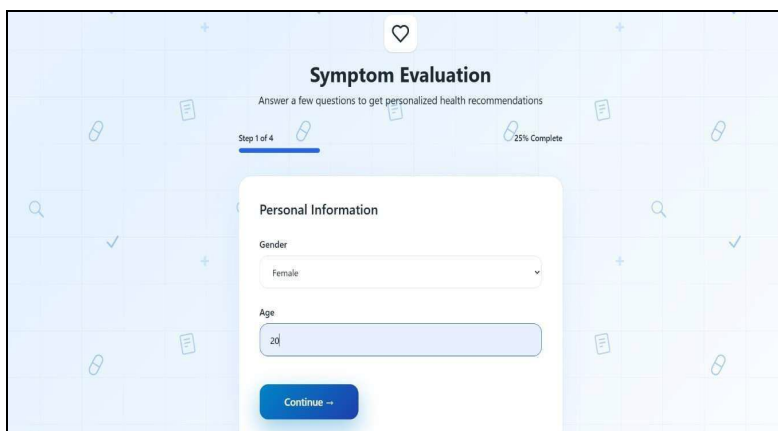 Symptom Evaluation
Answer a few questions to get personalized health recommendations
Step 1 of 4
25% Complete
Personal Information
Gender
Female
Age
20
Continue →